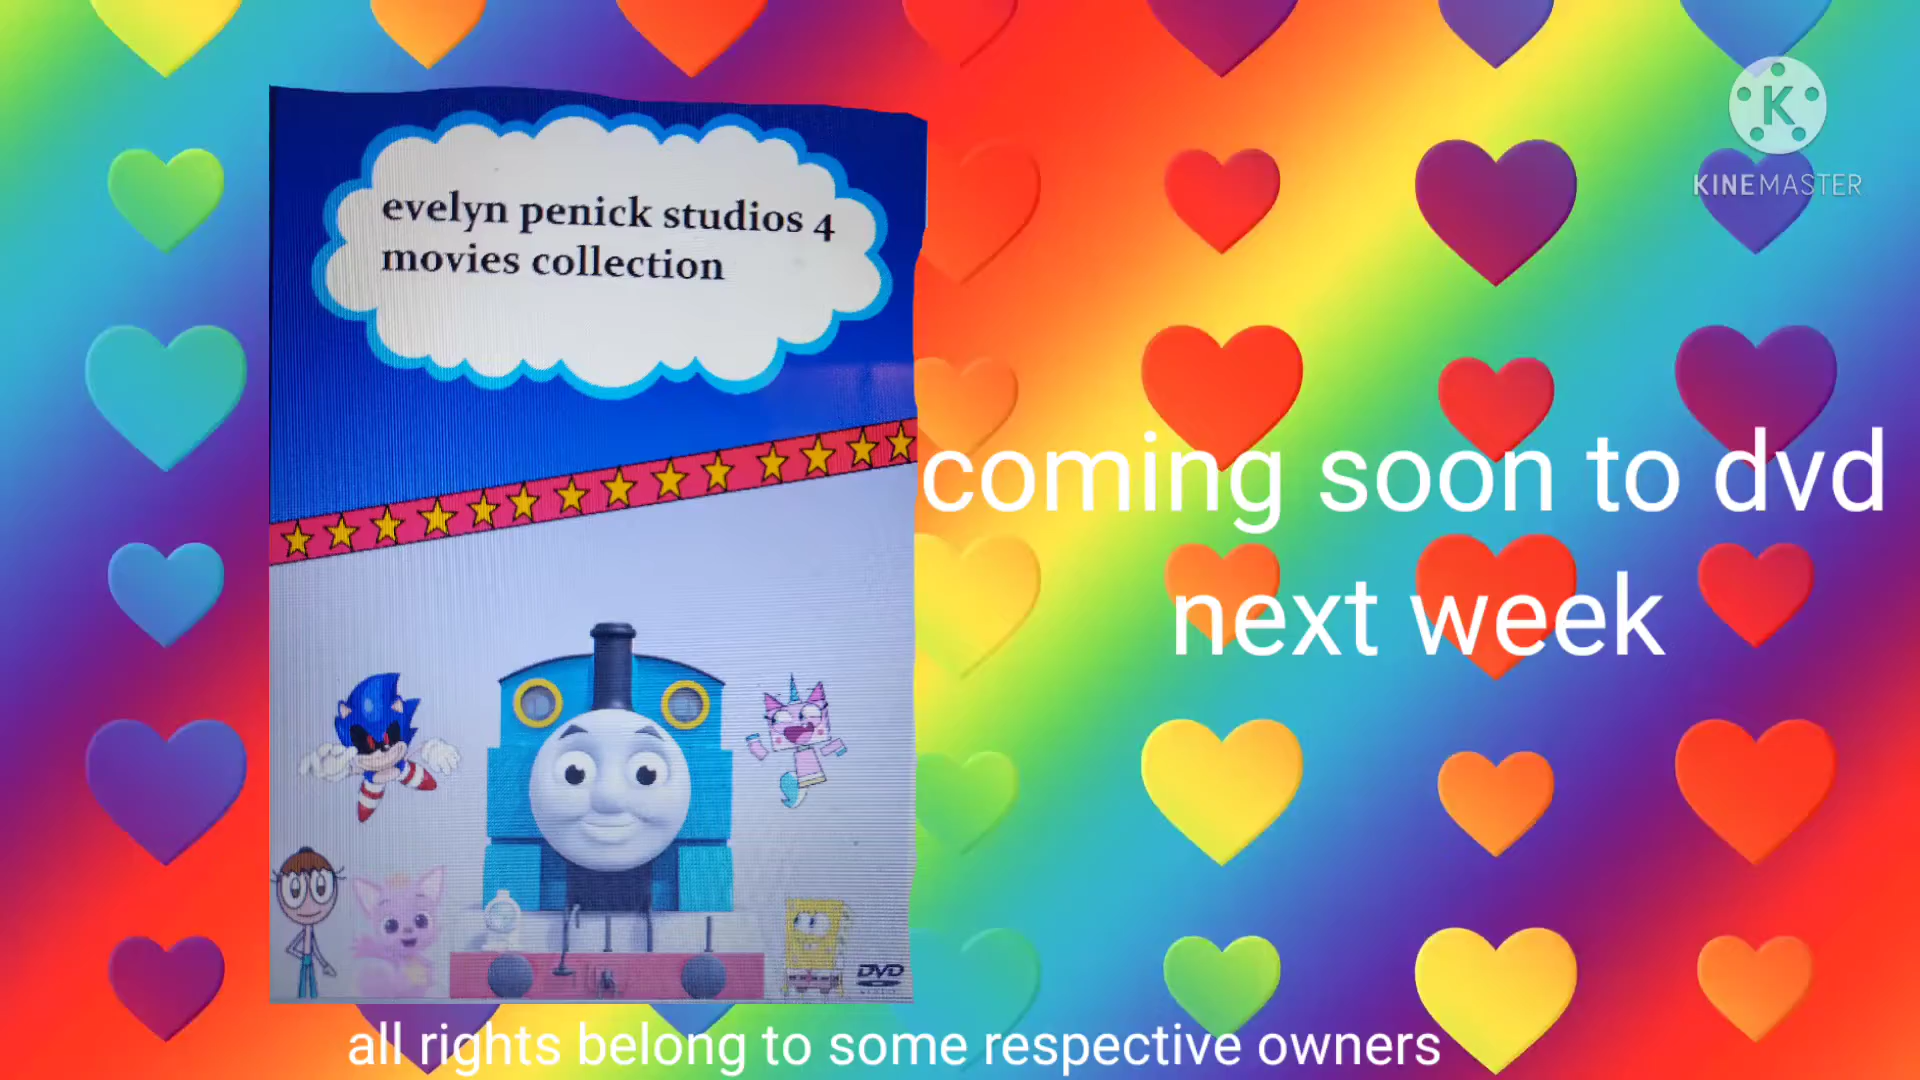 evelyn penick studios 4
movies collection
K
KINEMASTER
coming soon to dvd
next week
DVD
all rights belong to some respective owners